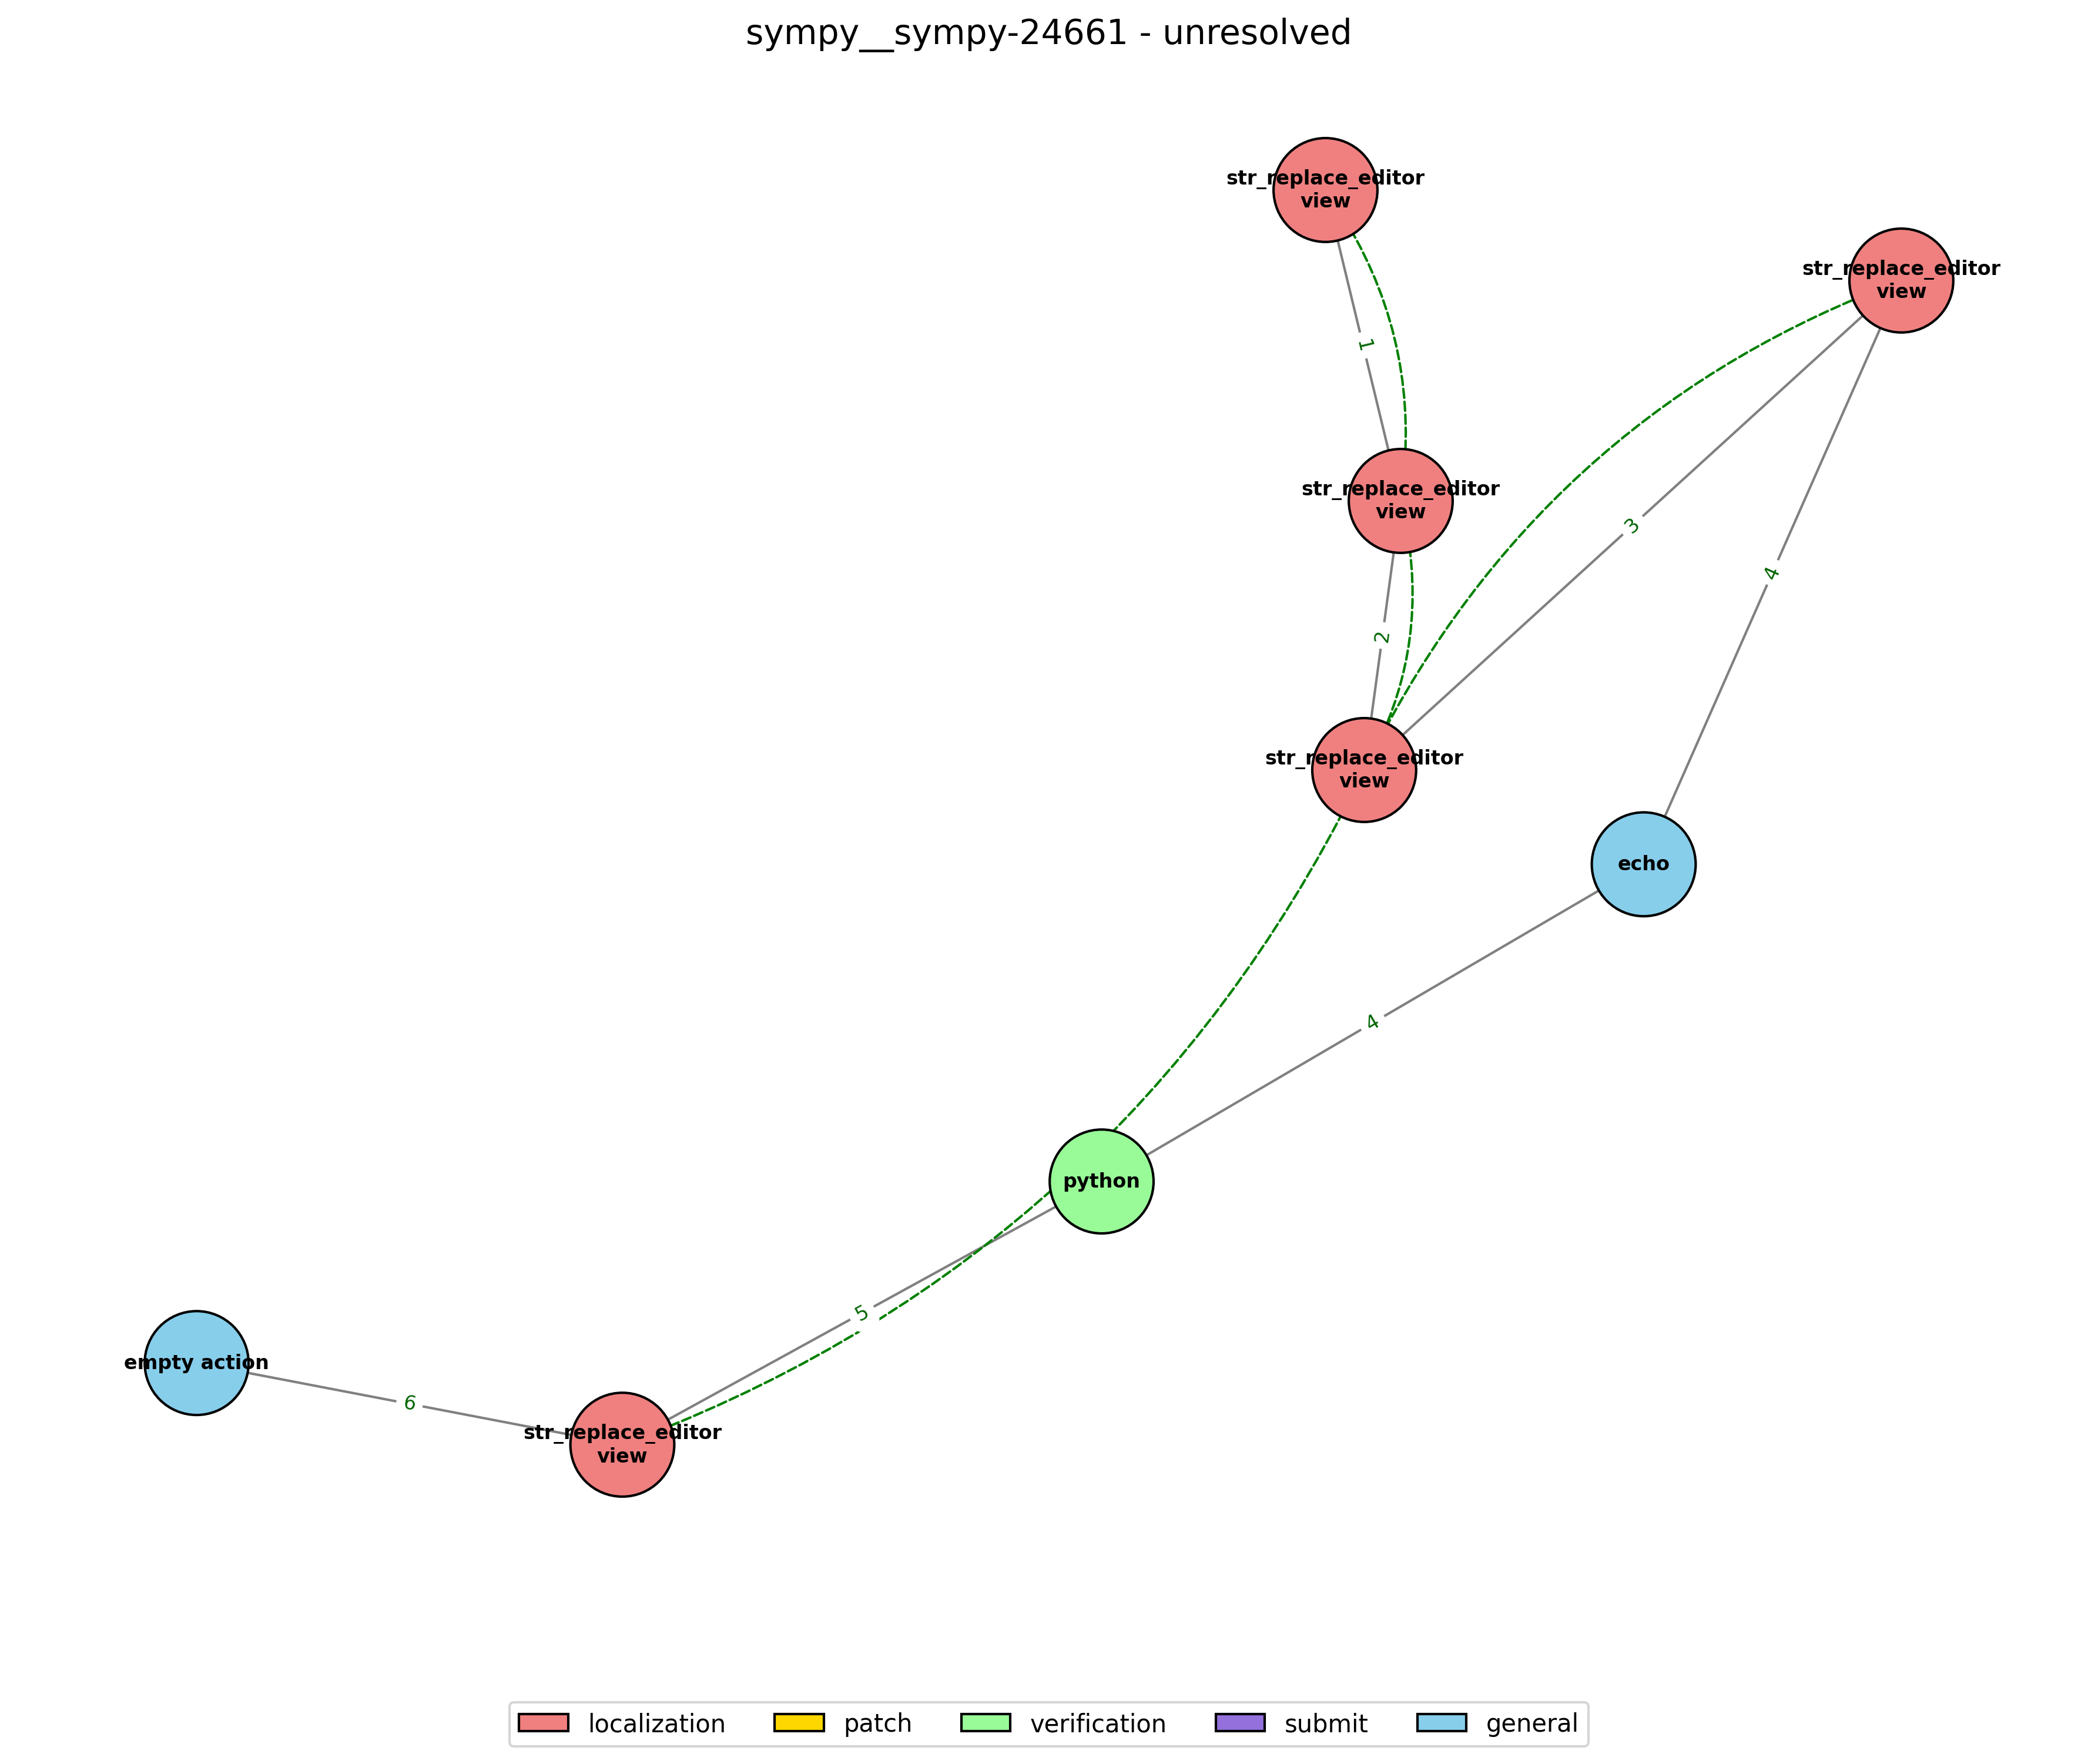 sympy__sympy-24661 - unresolved
str_replace_editor
view
str_replace_editor
view
1
str_replace_editor
view
3
4
2
str_replace_editor
view
echo
4
python
5
empty action
6
str_replace_editor
view
localization
patch
verification
submit
general